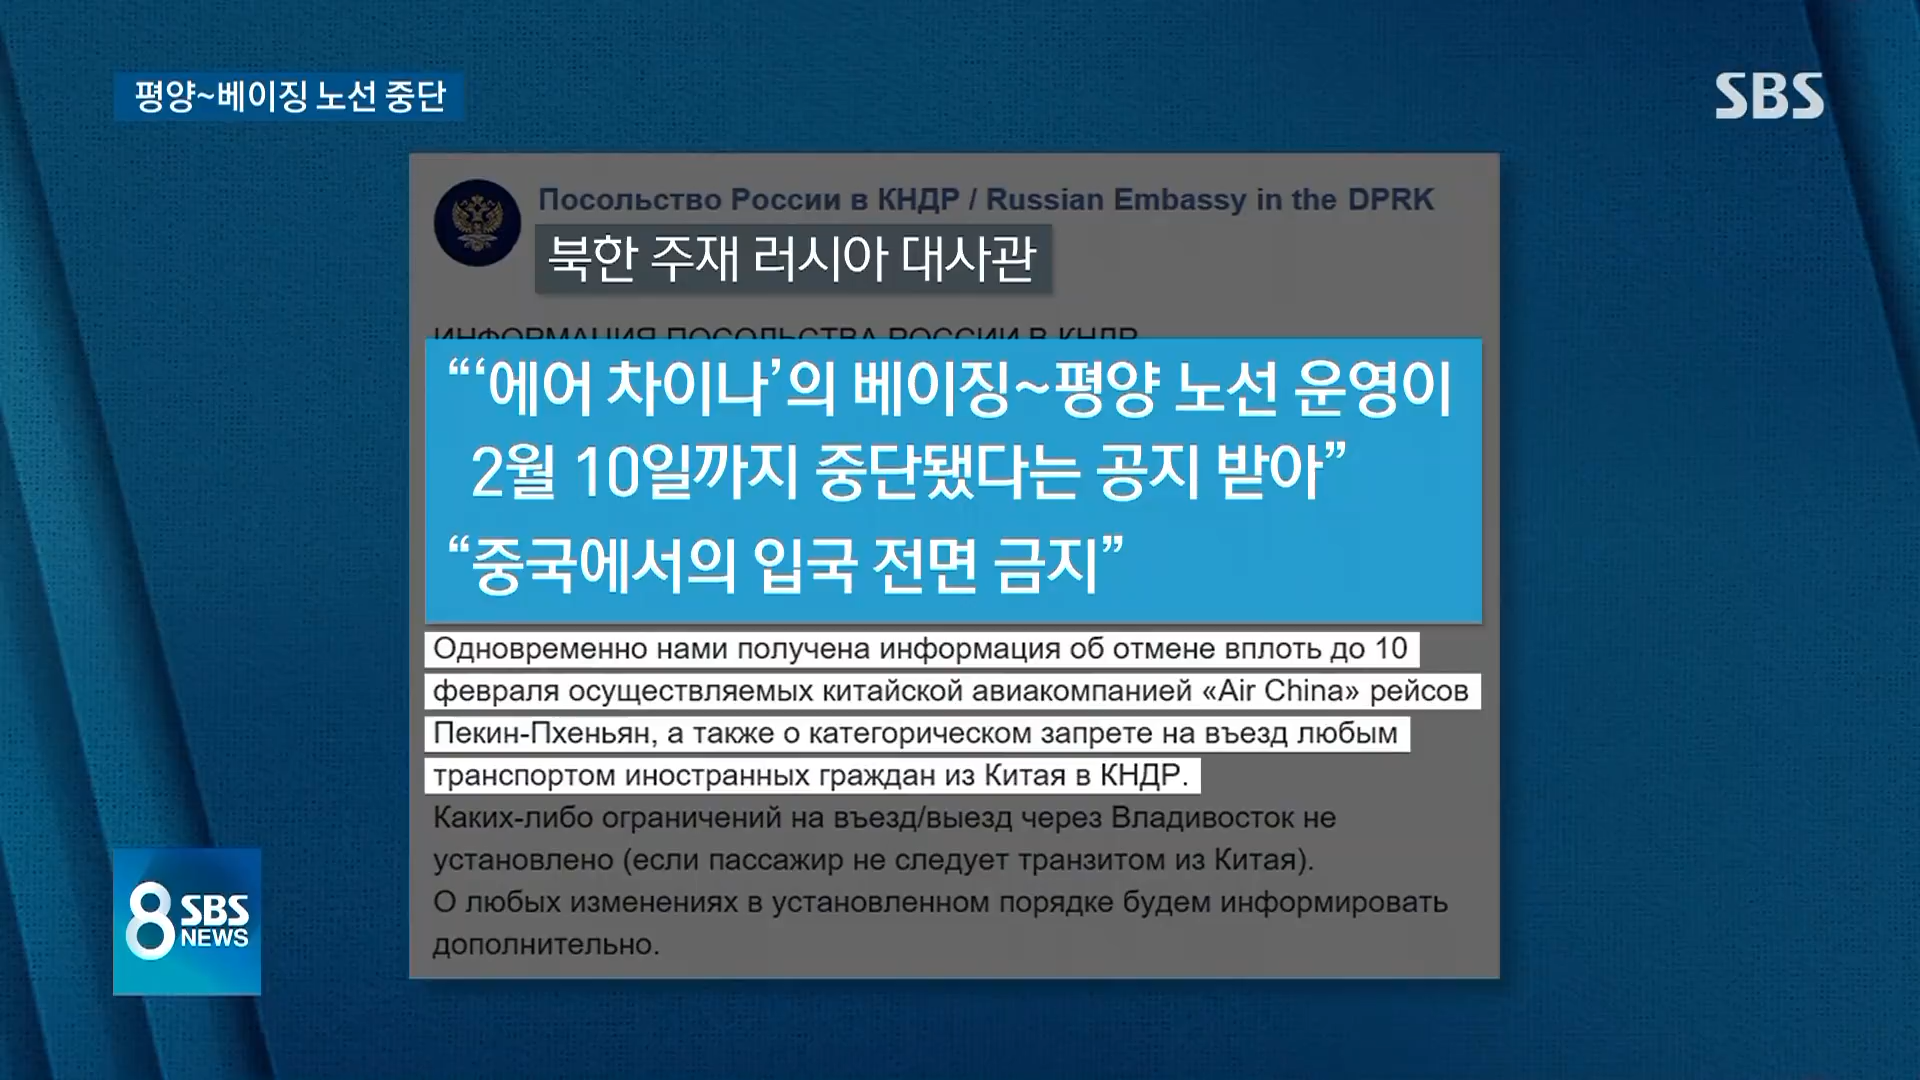 평양~베이징 노선 중단
SBS
Посольство России в КНДР / Russian Embassy in the DPRK
북한 주재 러시아 대사관
ИНФОРМАЦИЯ ПОСОЛЬСТВА РОССИИ В КНДР
“‘에어 차이나’의 베이징~평양 노선 운영이
2월 10일까지 중단됐다는 공지 받아”
“중국에서의 입국 전면 금지”
Одновременно нами получена информация об отмене вплоть до 10
февраля осуществляемых китайской авиакомпанией «Air China» рейсов
Пекин-Пхеньян, а также о категорическом запрете на въезд любым
транспортом иностранных граждан из Китая в КНДР.
Каких-либо ограничений на въезд/выезд через Владивосток не
установлено (если пассажир не следует транзитом из Китая).
О любых изменениях в установленном порядке будем информировать
дополнительно.
8 SBS
NEWS